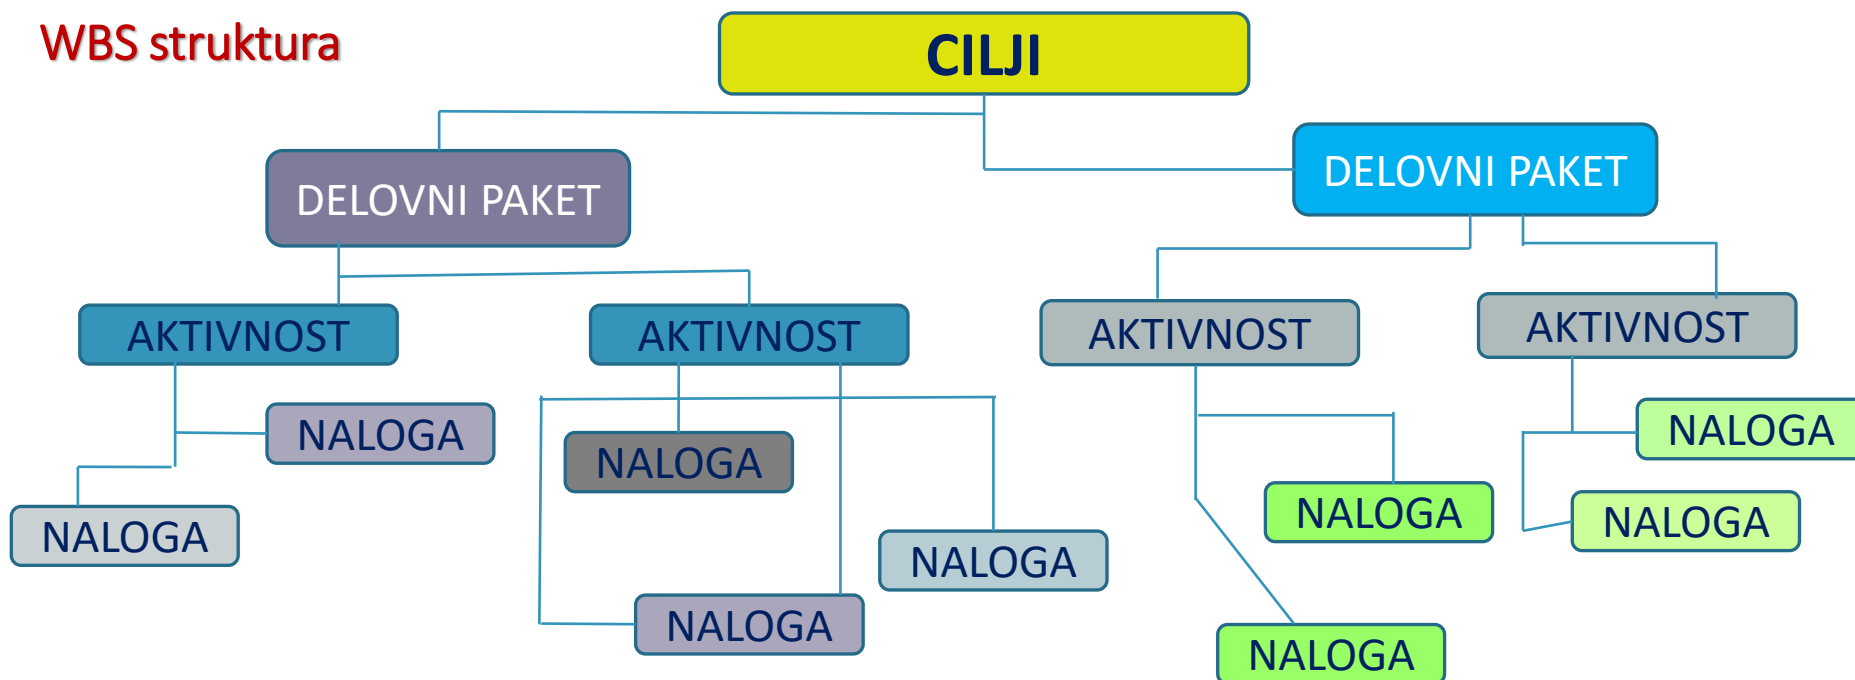 WBS struktura
CILJI
DELOVNI PAKET
DELOVNI PAKET
AKTIVNOST
AKTIVNOST
AKTIVNOST
AKTIVNOST
NALOGA
NALOGA
NALOGA
NALOGA
NALOGA
NALOGA
NALOGA
NALOGA
NALOGA